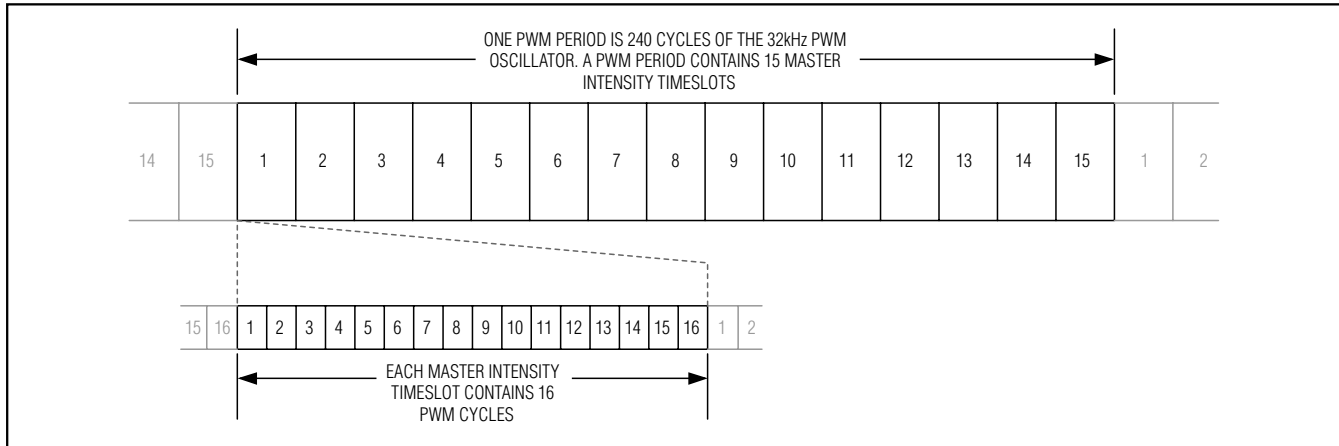 ONE PWM PERIOD IS 240 CYCLES OF THE 32kHz PWM
OSCILLATOR. A PWM PERIOD CONTAINS 15 MASTER
INTENSITY TIMESLOTS
14 15 1 2 3 4 5 6 7 8 9 10 11 12 13 14 15 1 2
15 16 1 2 3 4 5 6 7 8 9 10 11 12 13 14 15 16 1 2
EACH MASTER INTENSITY
TIMESLOT CONTAINS 16
PWM CYCLES